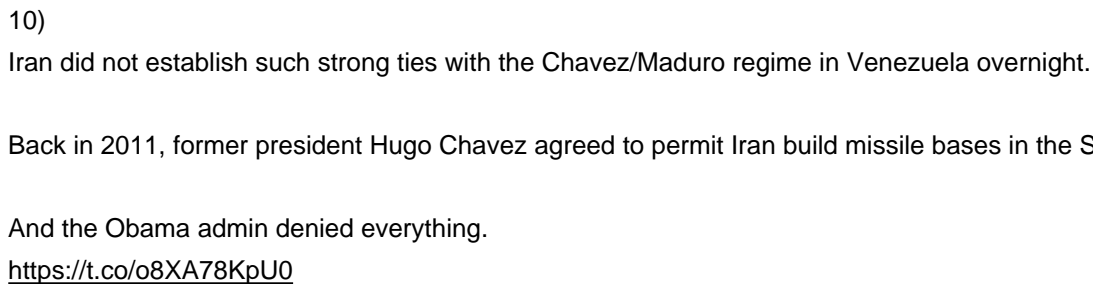 10)
Iran did not establish such strong ties with the Chavez/Maduro regime in Venezuela overnight.
Back in 2011, former president Hugo Chavez agreed to permit Iran build missile bases in the
And the Obama admin denied everything.
https://t.co/o8XA78KpU0